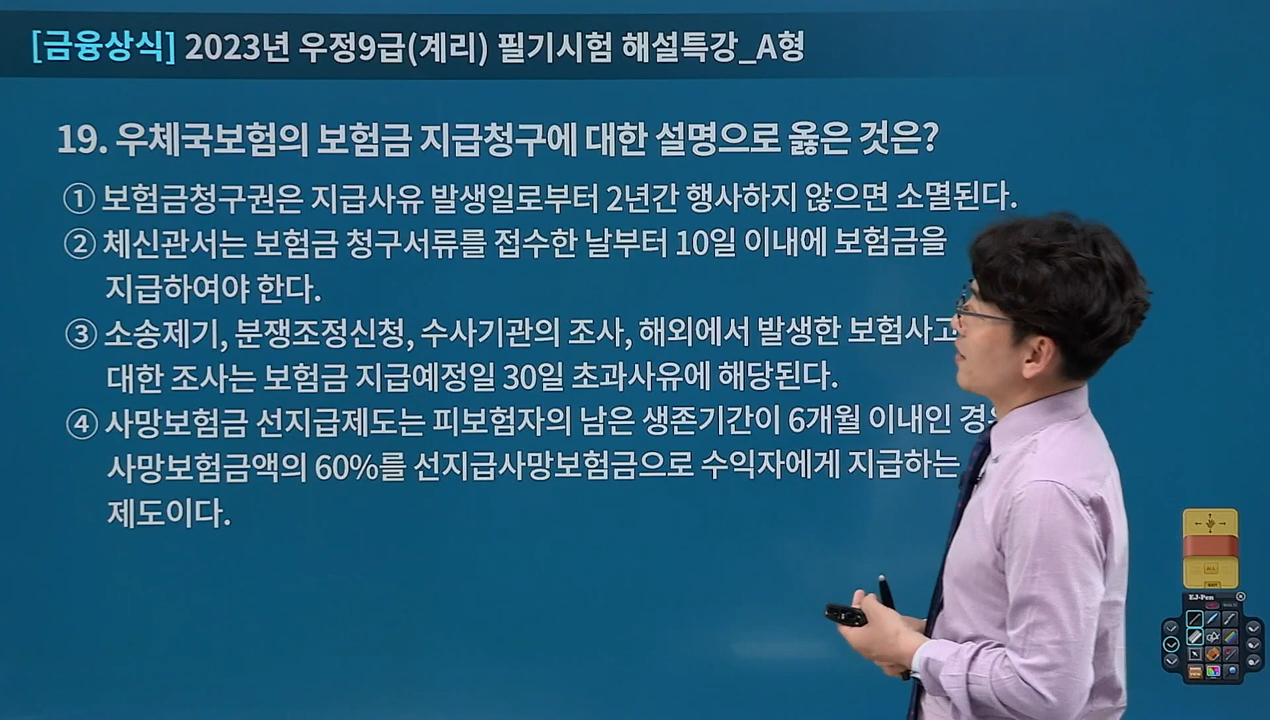 [금융상식] 2023년 우정9급(계리) 필기시험 해설특강_A형
19. 우체국보험의 보험금 지급청구에 대한 설명으로 옳은 것은?
① 보험금청구권은 지급사유 발생일로부터 2년간 행사하지 않으면 소멸된다.
② 체신관서는 보험금 청구서류를 접수한 날부터 10일 이내에 보험금을
지급하여야 한다.
③ 소송제기, 분쟁조정신청, 수사기관의 조사, 해외에서 발생한 보험사고
대한 조사는 보험금 지급예정일 30일 초과사유에 해당된다.
④ 사망보험금 선지급제도는 피보험자의 남은 생존기간이 6개월 이내인
사망보험금액의 60%를 선지급사망보험금으로 수익자에게 지급하는
제도이다.
ALL
EJ-Pen